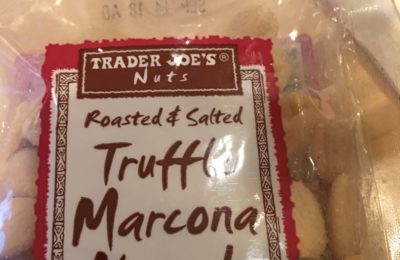 TRADER JOE'S®
Nuts
Roasted & Salted
Truffle
Marcona